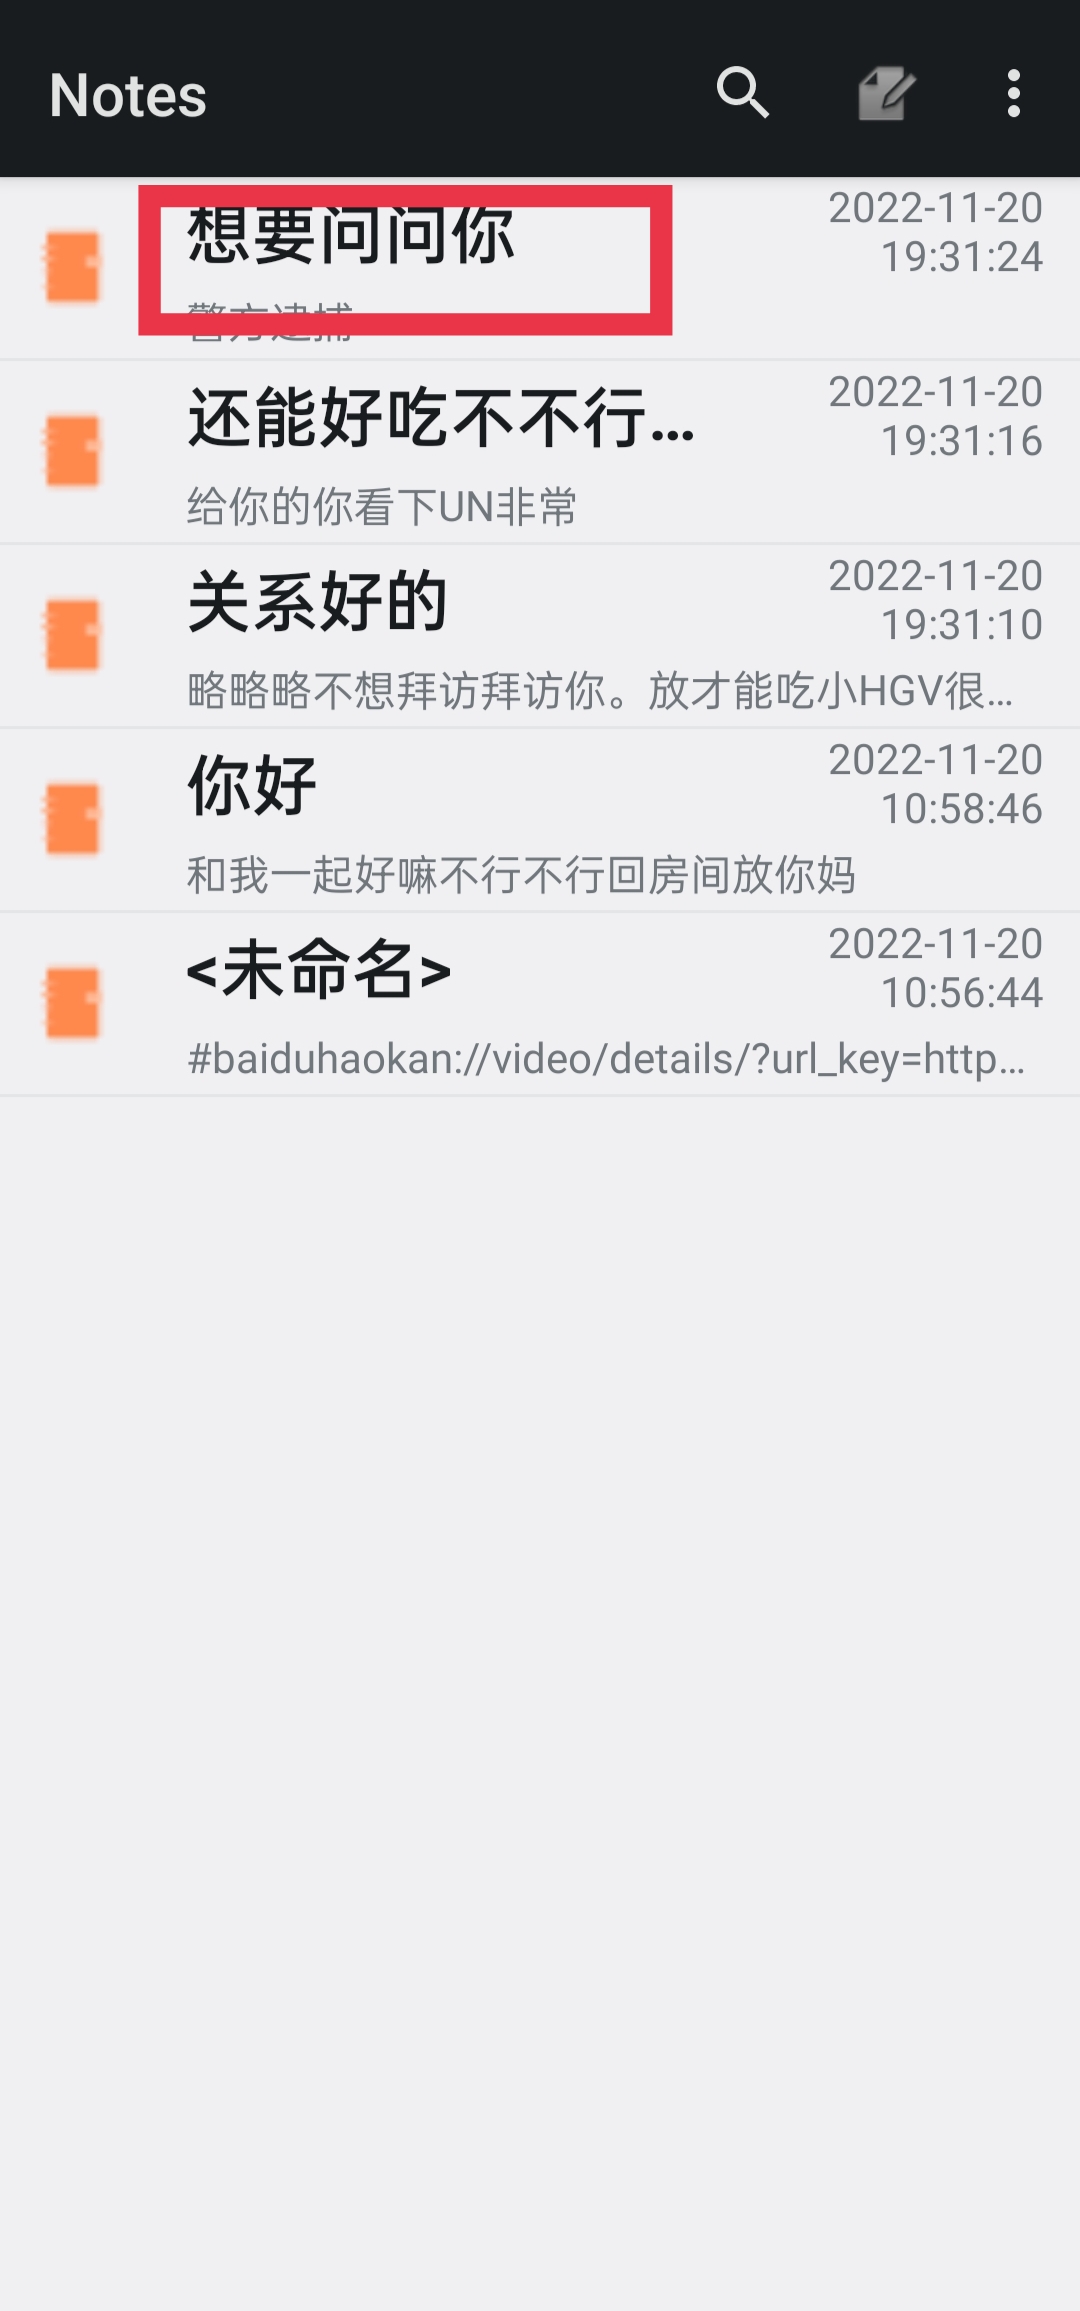 Notes
想要问问你
2022-11-20
19:31:24
警方逮捕
还能好吃不不行...
2022-11-20
19:31:16
给你的你看下UN非常
关系好的
2022-11-20
19:31:10
略略略不想拜访拜访你。放才能吃小HGV很...
你好
2022-11-20
10:58:46
和我一起好嘛不行不行回房间放你妈
<未命名>
2022-11-20
10:56:44
#baiduhaokan://video/details/?url_key=http...